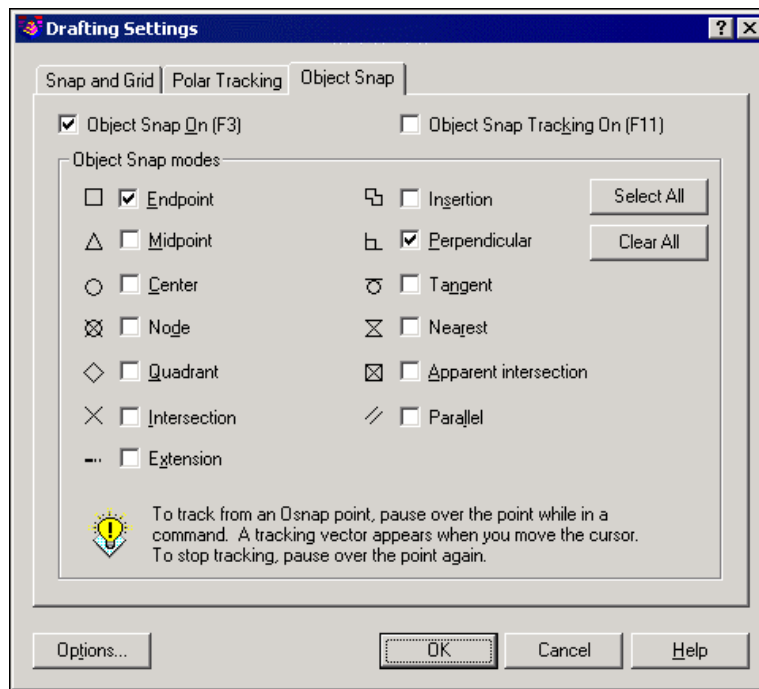 Drafting Settings
Snap and Grid
Polar Tracking
Object Snap
Object Snap On (F3)
Object Snap Tracking On (F11)
Object Snap modes
Endpoint
Midpoint
Center
Node
Quadrant
Intersection
Extension
Insertion
Perpendicular
Tangent
Nearest
Apparent intersection
Parallel
Select All
Clear All
To track from an Osnap point, pause over the point while in a
command. A tracking vector appears when you move the cursor.
To stop tracking, pause over the point again.
Options...
OK
Cancel
Help